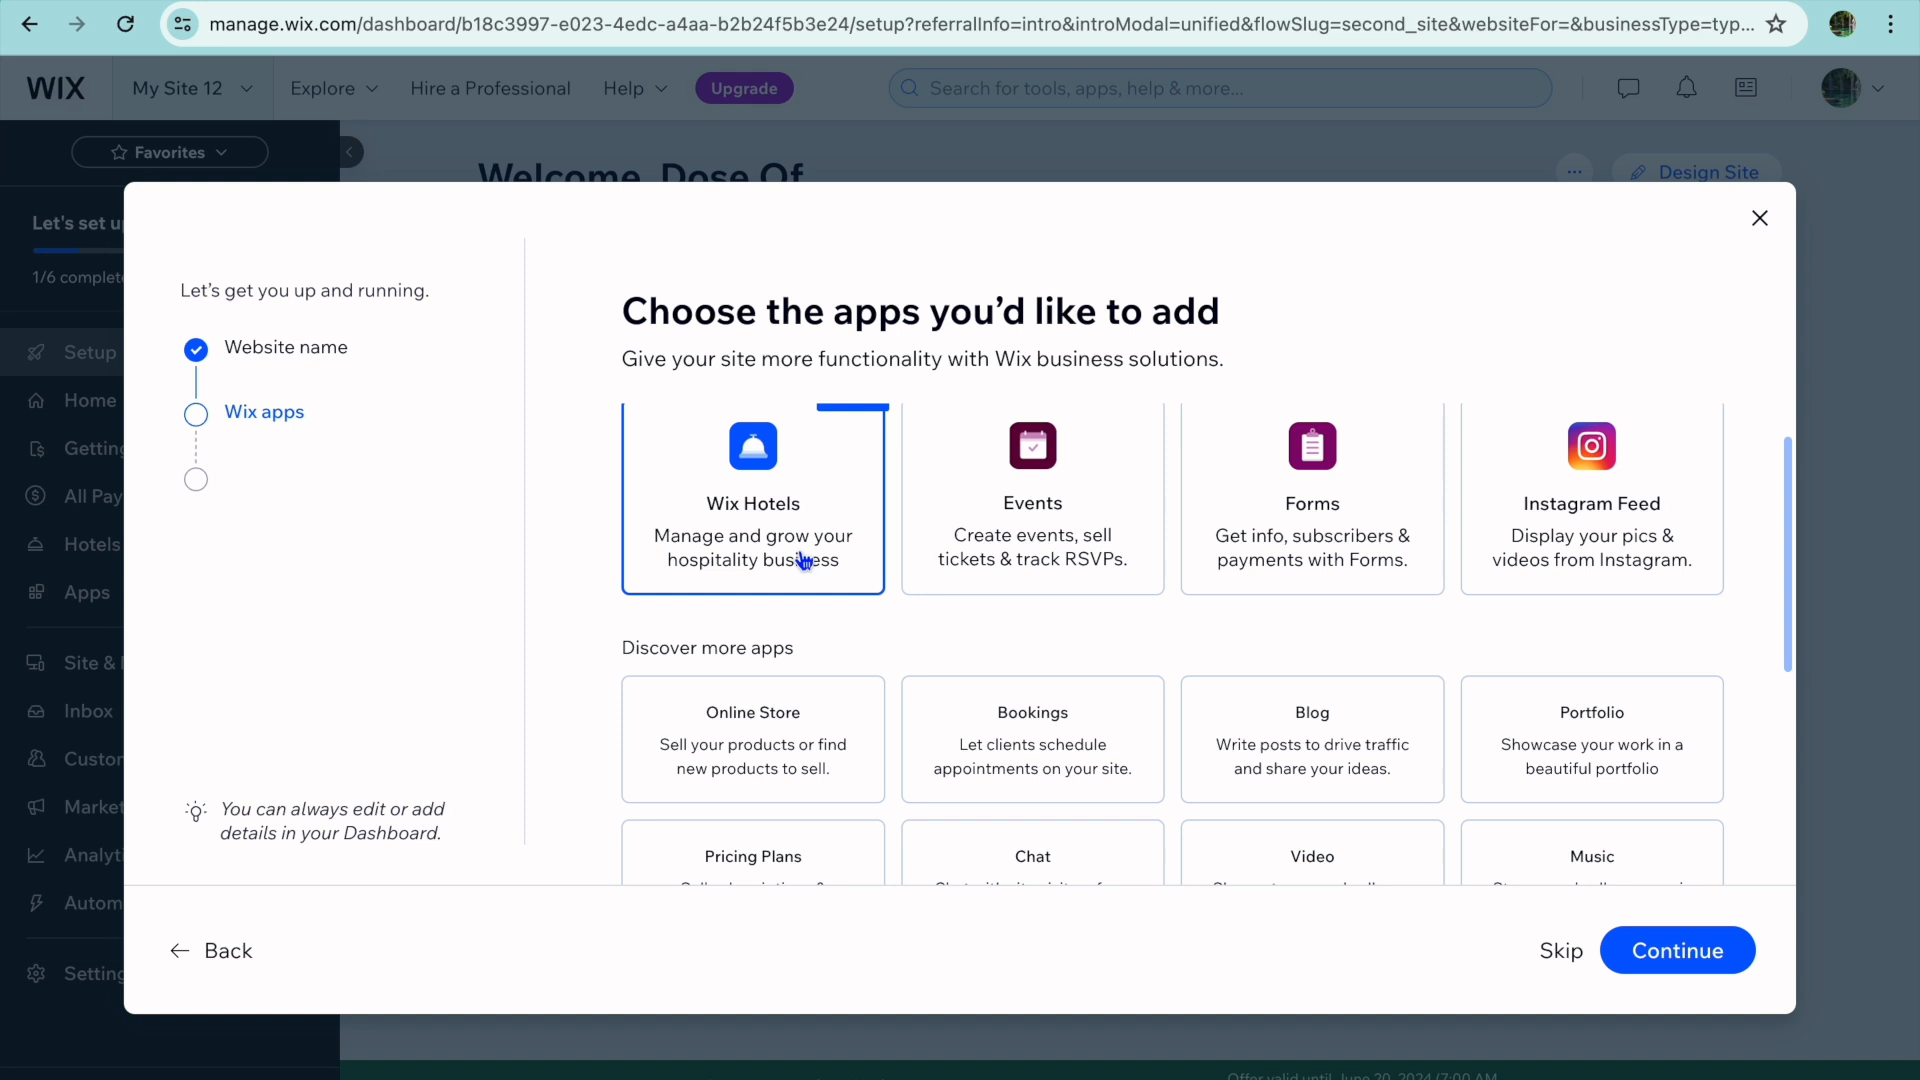 manage.wix.com/dashboard/b18c3997-e023-4edc-a4aa-b2b24f5b3e24/setup?referralInfo=intro&introModal=unified&flowSlug=second_site&websiteFor=&businessType=typ...
WIX
My Site 12
Explore
Hire a Professional
Help
Upgrade
Search for tools, apps, help & more...
Favorites
Welcome, Dose Of
Design Site
Let's set
1/6 complete
Setup
Home
Getting
All Pay
Hotels
Apps
Site &
Inbox
Custom
Market
Analyti
Autom
Setting
Let's get you up and running.
Website name
Wix apps
You can always edit or add
details in your Dashboard.
Choose the apps you'd like to add
Give your site more functionality with Wix business solutions.
Wix Hotels
Manage and grow your
hospitality business
Events
Create events, sell
tickets & track RSVPs.
Forms
Get info, subscribers &
payments with Forms.
Instagram Feed
Display your pics &
videos from Instagram.
Discover more apps
Online Store
Sell your products or find
new products to sell.
Bookings
Let clients schedule
appointments on your site.
Blog
Write posts to drive traffic
and share your ideas.
Portfolio
Showcase your work in a
beautiful portfolio
Pricing Plans
Chat
Video
Music
Back
Skip
Continue
Offer valid until June 20, 2024 (7:00 AM